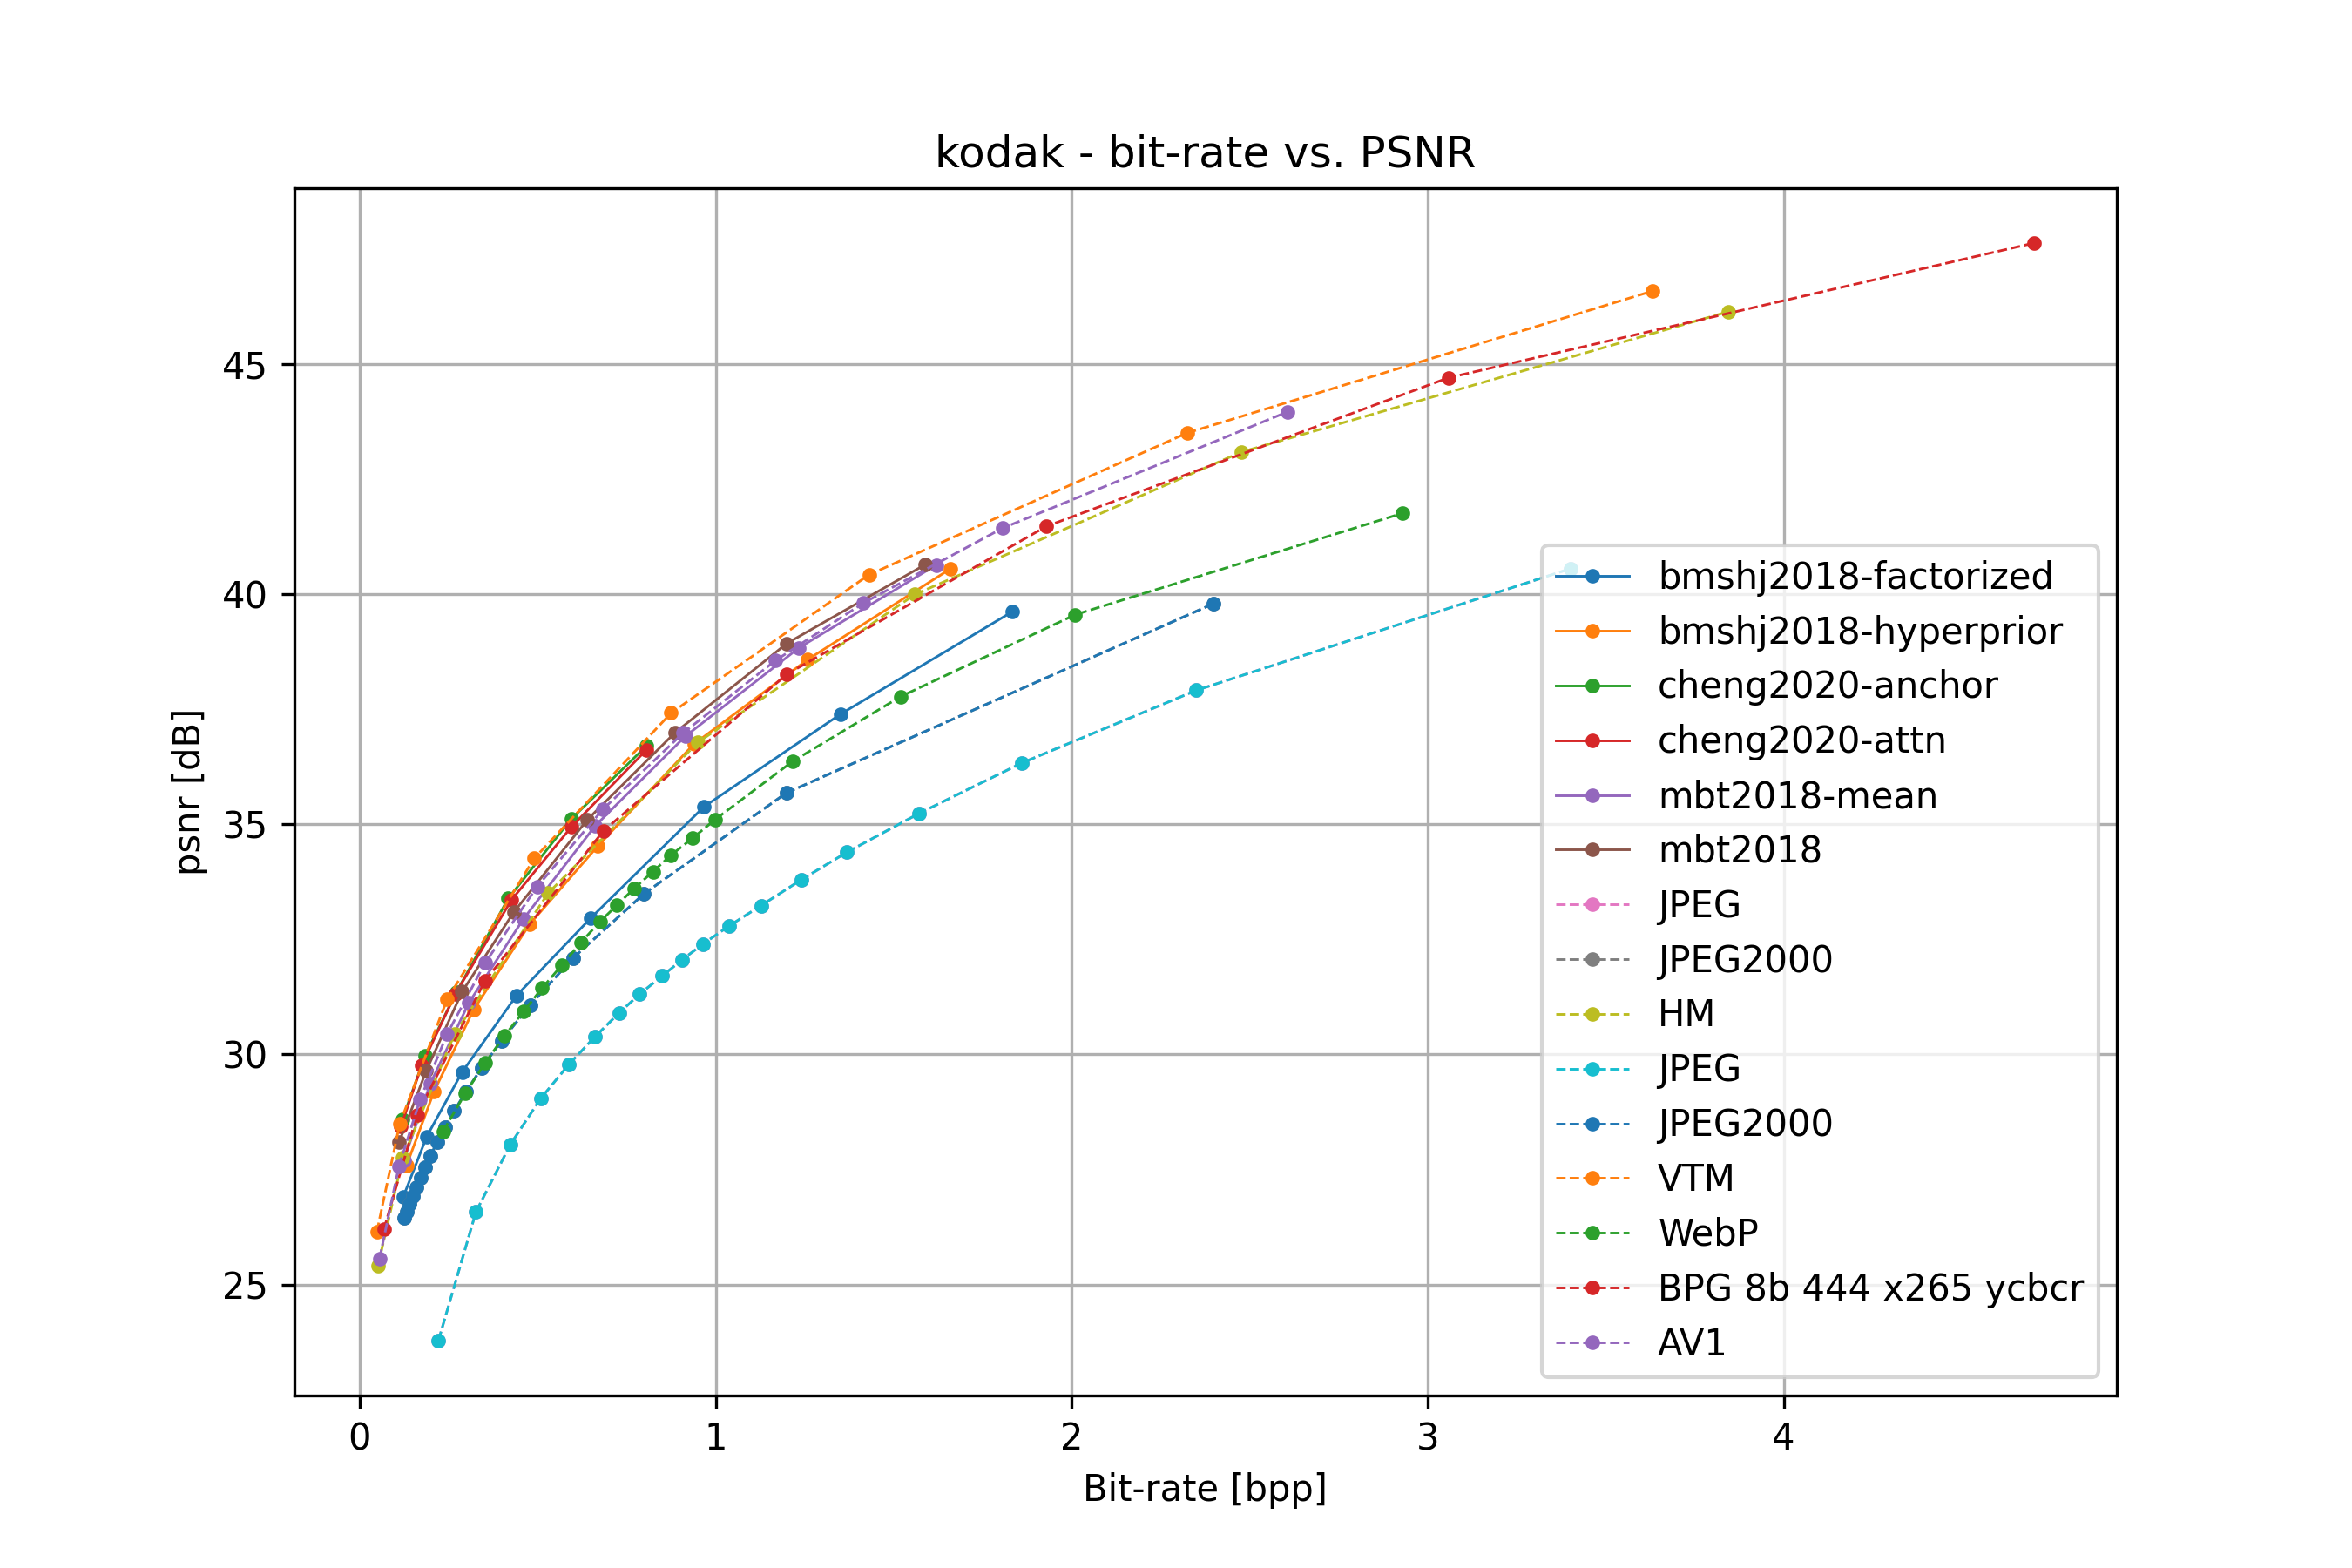 kodak - bit-rate vs. PSNR
psnr [dB]
45
40
35
30
25
bmshj2018-factorized
bmshj2018-hyperprior
cheng2020-anchor
cheng2020-attn
mbt2018-mean
mbt2018
JPEG
JPEG2000
HM
JPEG
JPEG2000
VTM
WebP
BPG 8b 444 x265 ycbcr
AV1
0 1 2 3 4
Bit-rate [bpp]